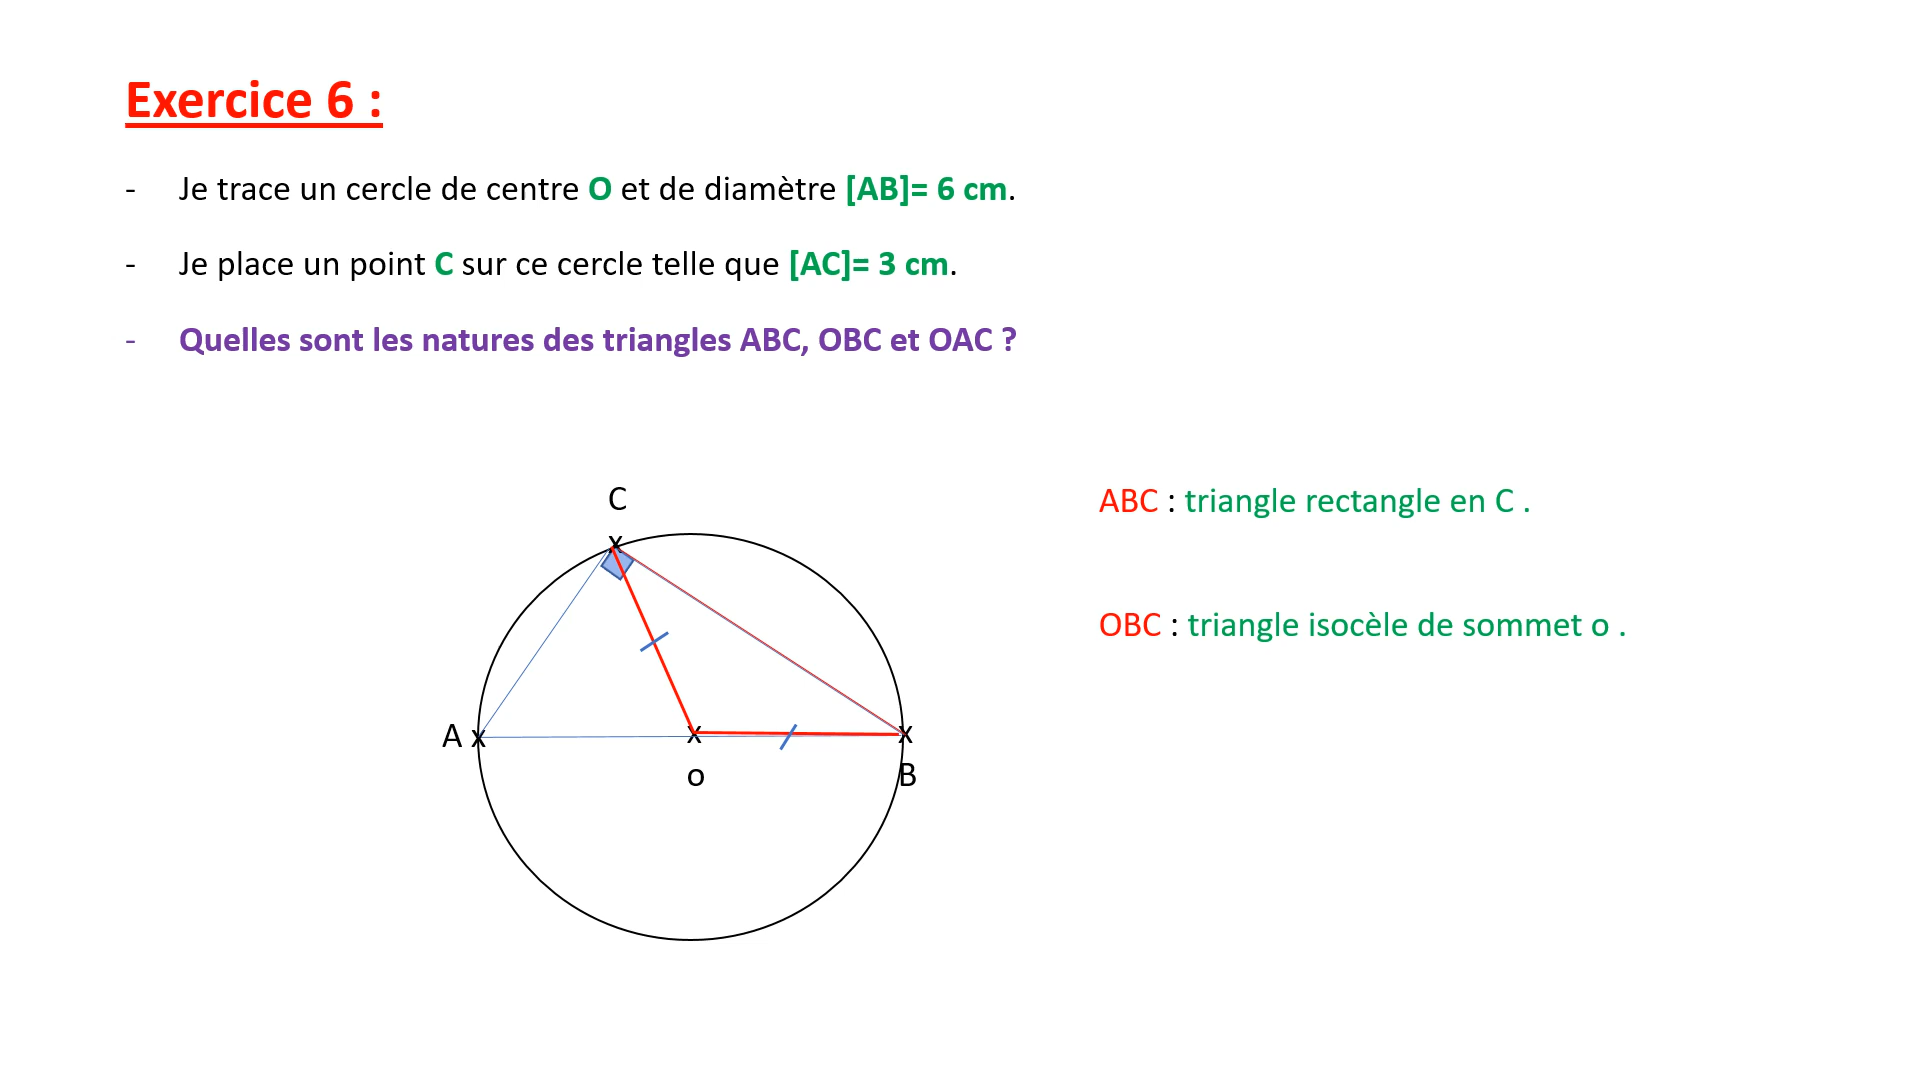 Exercice 6 :
- Je trace un cercle de centre O et de diamètre [AB]= 6 cm.
- Je place un point C sur ce cercle telle que [AC]= 3 cm.
- Quelles sont les natures des triangles ABC, OBC et OAC ?
C
ABC : triangle rectangle en C .
x
OBC : triangle isocèle de sommet o .
A x x x
o B